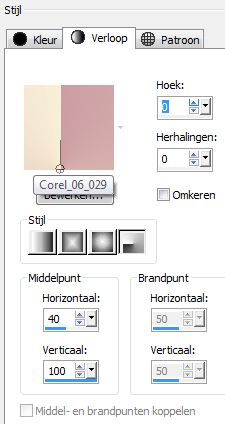 Stijl
Kleur Verloop Patroon
Hoek:
0
Herhalingen:
0
Corel_06_029
Bewerken...
Omkeren
Stijl
Middelpunt
Horizontaal:
40
Verticaal:
100
Brandpunt
Horizontaal:
50
Verticaal:
50
Middel- en brandpunten koppelen